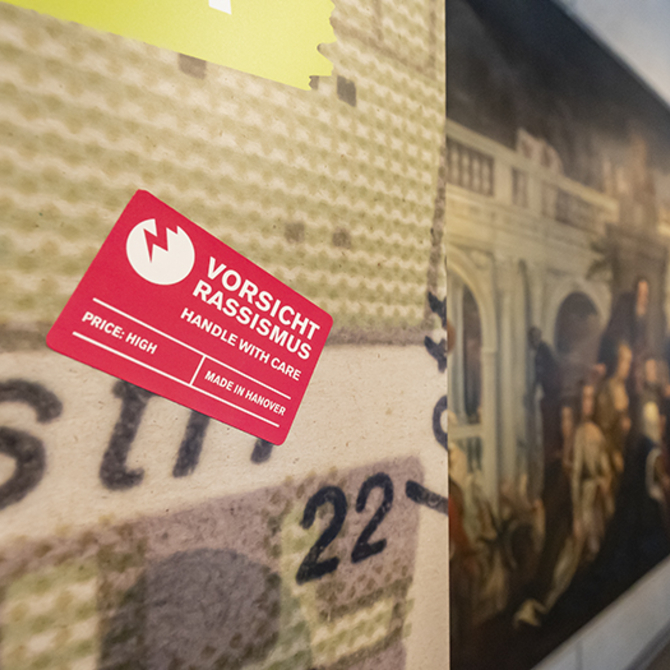 VORSICHT
RASSISMUS
HANDLE WITH CARE
PRICE: HIGH
MADE IN HANOVER
22